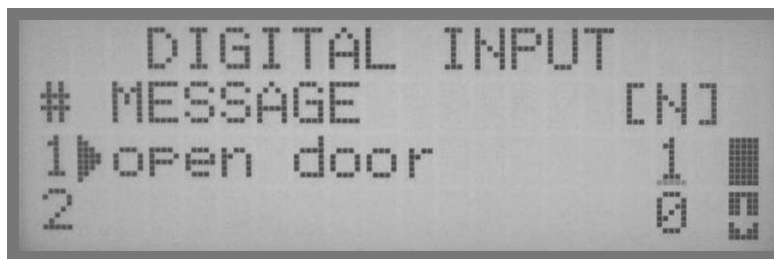 DIGITAL INPUT
# MESSAGE [N]
1 open door 1
2 0